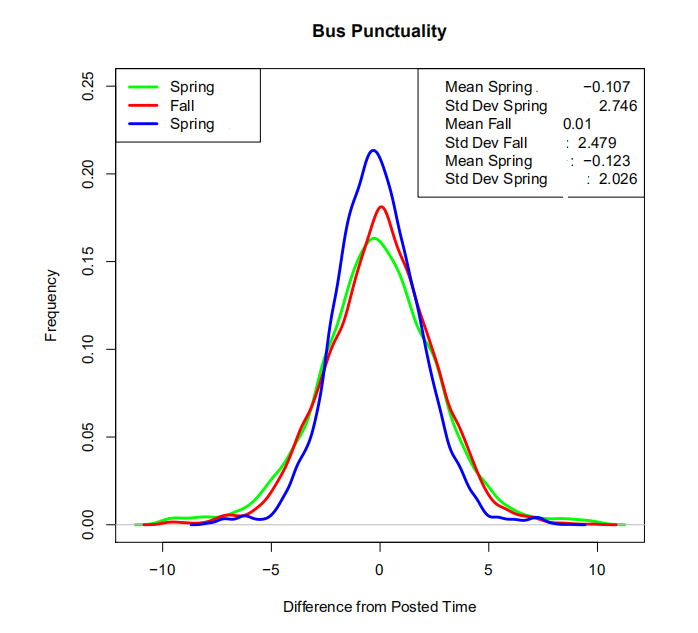 Bus Punctuality
Spring
Fall
Spring
Mean Spring −0.107
Std Dev Spring 2.746
Mean Fall 0.01
Std Dev Fall : 2.479
Mean Spring : −0.123
Std Dev Spring : 2.026
0.25
0.20
0.15
0.10
0.05
0.00
Frequency
−10 −5 0 5 10
Difference from Posted Time